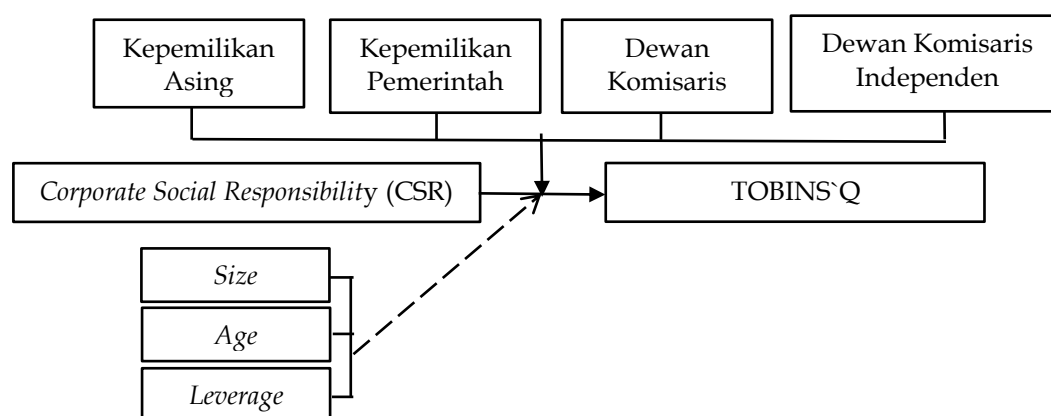 Kepemilikan
Asing
Kepemilikan
Pemerintah
Dewan
Komisaris
Dewan Komisaris
Independen
Corporate Social Responsibility (CSR)
TOBINS`Q
Size
Age
Leverage